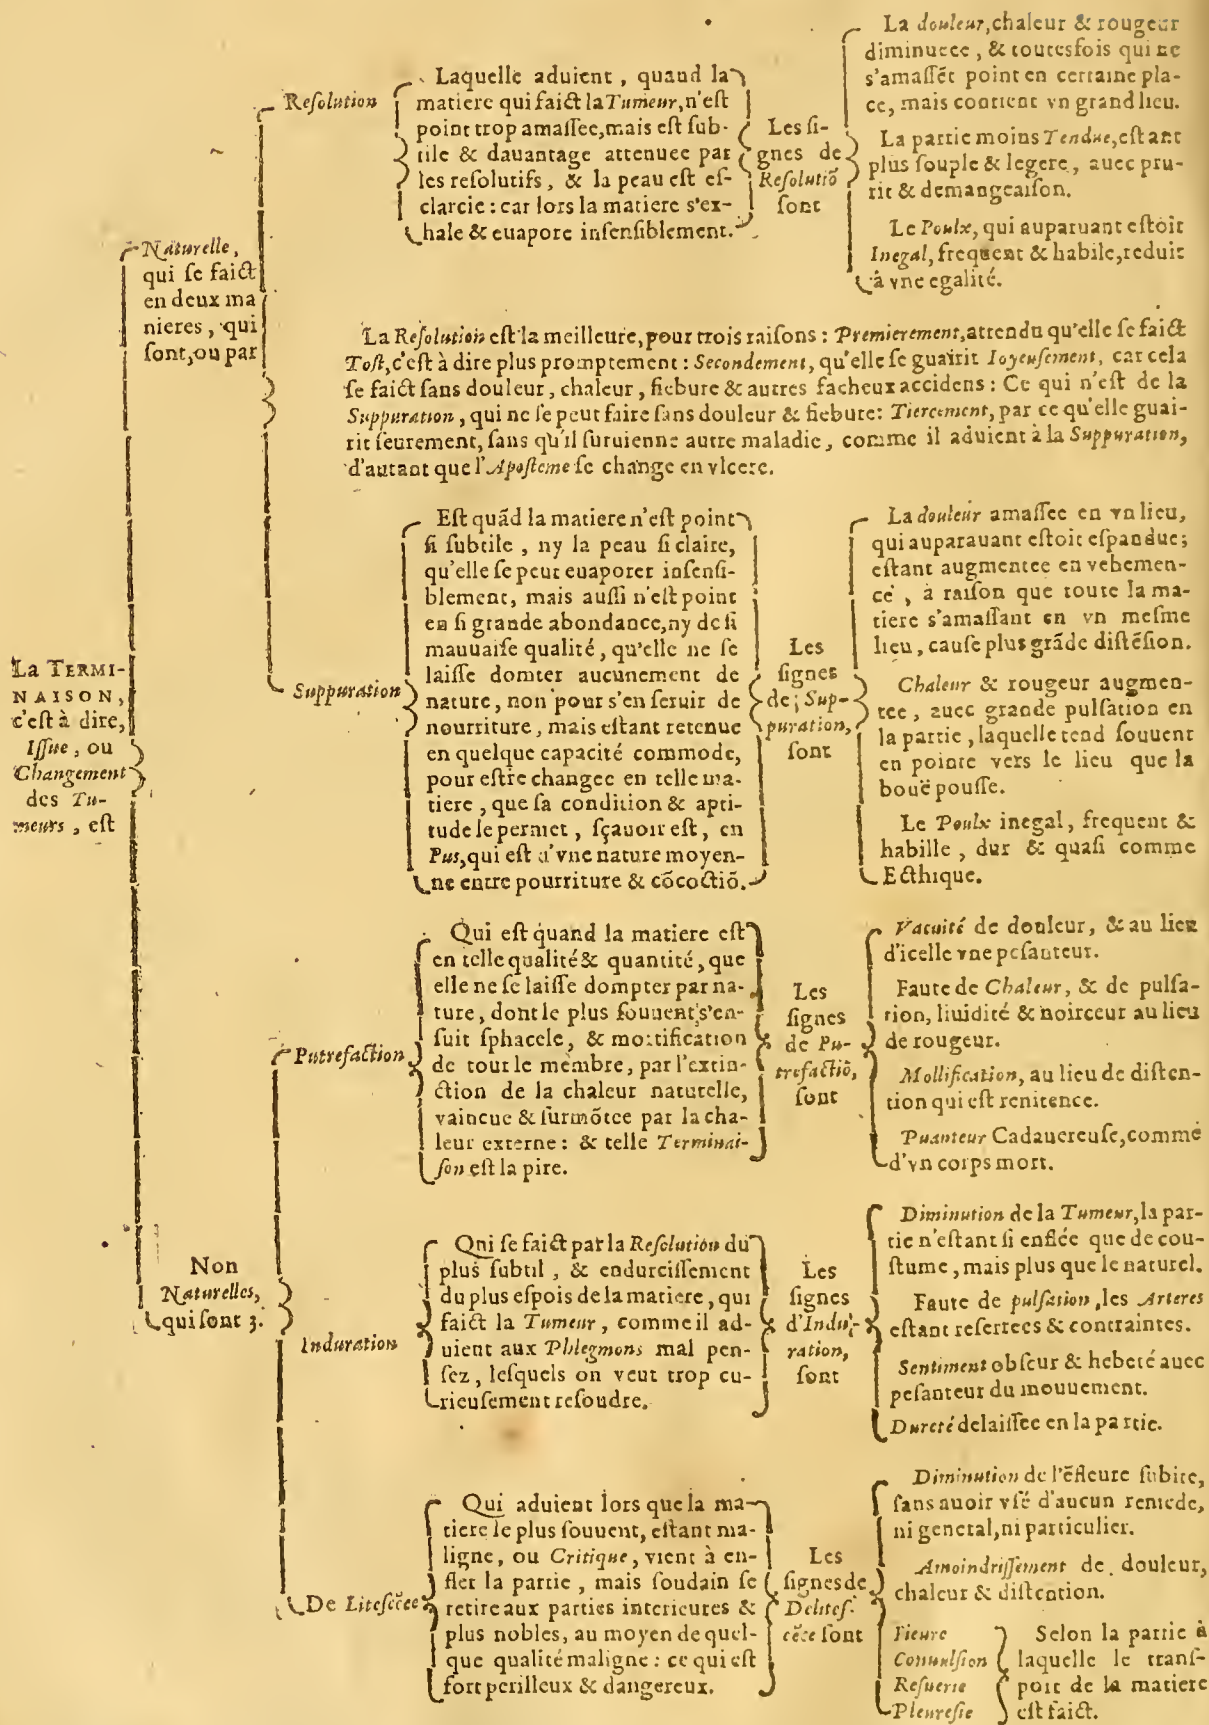 La TERMI-
NAISON,
c'eſt à dire,
Iſſue, ou
Changement
des Tu-
meurs, eſt
Naturelle,
qui ſe faict
en deux ma
nieres, qui
ſont, ou par
Reſolution
Laquelle aduient, quand la
matiere qui faict la Tumeur, n'eſt
point trop amaſſee, mais eſt ſub-
tile & dauantage attenuee par
les reſolutifs, & la peau eſt eſ-
clarcie: car lors la matiere s'ex-
hale & euapore inſenſiblement.
Les ſi-
gnes de
Reſolutiō
ſont
La douleur, chaleur & rougeur
diminuee, & toutesfois qui ne
s'amaſſēt point en certaine pla-
ce, mais contient vn grand lieu.
La partie moins Tendue, eſtant
plus ſouple & legere, auec pru-
rit & demangeaiſon.
Le Poulx, qui auparuant eſtoit
Inegal, frequent & habile, reduit
à vne egalité.
La Reſolution eſt la meilleure, pour trois raiſons: Premierement, attendu qu'elle ſe faict
Toſt, c'eſt à dire plus promptement: Secondement, qu'elle ſe guairit Ioyeuſement, car cela
ſe faict ſans douleur, chaleur, fiebure & autres facheux accidens: Ce qui n'eſt de la
Suppuration, qui ne ſe peut faire ſans douleur & fiebure: Tiercement, par ce qu'elle guai-
rit ſeurement, ſans qu'il ſuruienne autre maladie, comme il aduient à la Suppuration,
d'autant que l'Apoſteme ſe change en vlcere.
Suppuration
Eſt quād la matiere n'eſt point
ſi ſubtile, ny la peau ſi claire,
qu'elle ſe peut euaporer inſenſi-
blement, mais auſſi n'eſt point
en ſi grande abondance, ny de ſi
mauuaiſe qualité, qu'elle ne ſe
laiſſe domter aucunement de
nature, non pour s'en ſeruir de
nourriture, mais eſtant retenue
en quelque capacité commode,
pour eſtre changee en telle ma-
tiere, que ſa condition & apti-
tude le permet, ſçauoir eſt, en
Pus, qui eſt d'vne nature moyen-
ne entre pourriture & cōcoctiō.
Les
ſignes
de Sup-
puration,
ſont
La douleur amaſſee en vn lieu,
qui auparauant eſtoit eſpandue;
eſtant augmentee en vehemen-
ce, à raiſon que toute la ma-
tiere s'amaſſant en vn meſme
lieu, cauſe plus grāde diſtēſion.
Chaleur & rougeur augmen-
tee, auec grande pulſation en
la partie, laquelle tend ſouuent
en pointe vers le lieu que la
bouë pouſſe.
Le Poulx inegal, frequent &
habille, dur & quaſi comme
Ecthique.
Non
Naturelles,
qui ſont 3.
Putrefaction
Qui eſt quand la matiere eſt
en telle qualité & quantité, que
elle ne ſe laiſſe dompter par na-
ture, dont le plus ſouuent s'en-
ſuit ſphacele, & mortification
de tout le membre, par l'extin-
ction de la chaleur naturelle,
vaincue & ſurmōtee par la cha-
leur externe: & telle Terminai-
ſon eſt la pire.
Les
ſignes
de Pu-
trefactiō,
ſont
Vacuité de douleur, & au lieu
d'icelle vne peſanteur.
Faute de Chaleur, & de pulſa-
tion, liuidité & noirceur au lieu
de rougeur.
Mollification, au lieu de diſten-
tion qui eſt renitence.
Puanteur Cadauereuſe, comme
d'vn corps mort.
Induration
Qui ſe faict par la Reſolution du
plus ſubtil, & endurciſſement
du plus eſpois de la matiere, qui
faict la Tumeur, comme il ad-
uient aux Phlegmons mal pen-
ſez, leſquels on veut trop cu-
rieuſement reſoudre.
Les
ſignes
d'Indu-
ration,
ſont
Diminution de la Tumeur, la par-
tie n'eſtant ſi enflée que de cou-
ſtume, mais plus que le naturel.
Faute de pulſation, les Arteres
eſtant reſerrees & contraintes.
Sentiment obſcur & hebeté auec
peſanteur du mouuement.
Dureté delaiſſee en la partie.
De Liteſcēce
Qui aduient lors que la ma-
tiere le plus ſouuent, eſtant ma-
ligne, ou Critique, vient à en-
fler la partie, mais ſoudain ſe
retire aux parties interieures &
plus nobles, au moyen de quel-
que qualité maligne: ce qui eſt
fort perilleux & dangereux.
Les
ſignes de
Deliteſ-
cēce ſont
Diminution de l'ēfleure ſubite,
ſans auoir vſé d'aucun remede,
ni general, ni particulier.
Amoindriſſement de douleur,
chaleur & diſtention.
Fieure
Conuulſion
Reſuerie
Pleureſie
Selon la partie à
laquelle le tranſ-
port de la matiere
eſt faict.